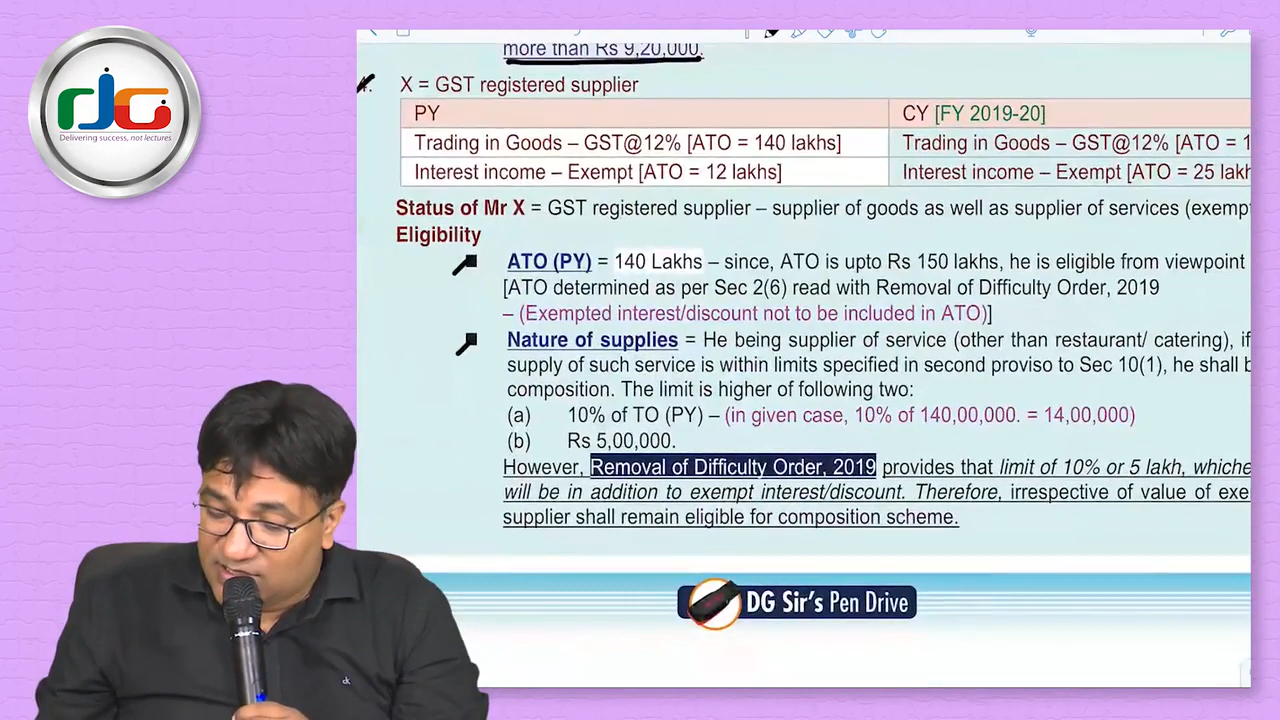 Delivering success, not lectures
more than Rs 9,20,000.
X = GST registered supplier
PY
CY [FY 2019-20]
Trading in Goods – GST@12% [ATO = 140 lakhs]
Trading in Goods – GST@12% [ATO = 1
Interest income – Exempt [ATO = 12 lakhs]
Interest income – Exempt [ATO = 25 lakh
Status of Mr X = GST registered supplier – supplier of goods as well as supplier of services (exemp
Eligibility
ATO (PY) = 140 Lakhs – since, ATO is upto Rs 150 lakhs, he is eligible from viewpoint
[ATO determined as per Sec 2(6) read with Removal of Difficulty Order, 2019
– (Exempted interest/discount not to be included in ATO)]
Nature of supplies = He being supplier of service (other than restaurant/ catering), if
supply of such service is within limits specified in second proviso to Sec 10(1), he shall b
composition. The limit is higher of following two:
(a) 10% of TO (PY) – (in given case, 10% of 140,00,000. = 14,00,000)
(b) Rs 5,00,000.
However, Removal of Difficulty Order, 2019 provides that limit of 10% or 5 lakh, whiche
will be in addition to exempt interest/discount. Therefore, irrespective of value of exe
supplier shall remain eligible for composition scheme.
DG Sir's Pen Drive
dk